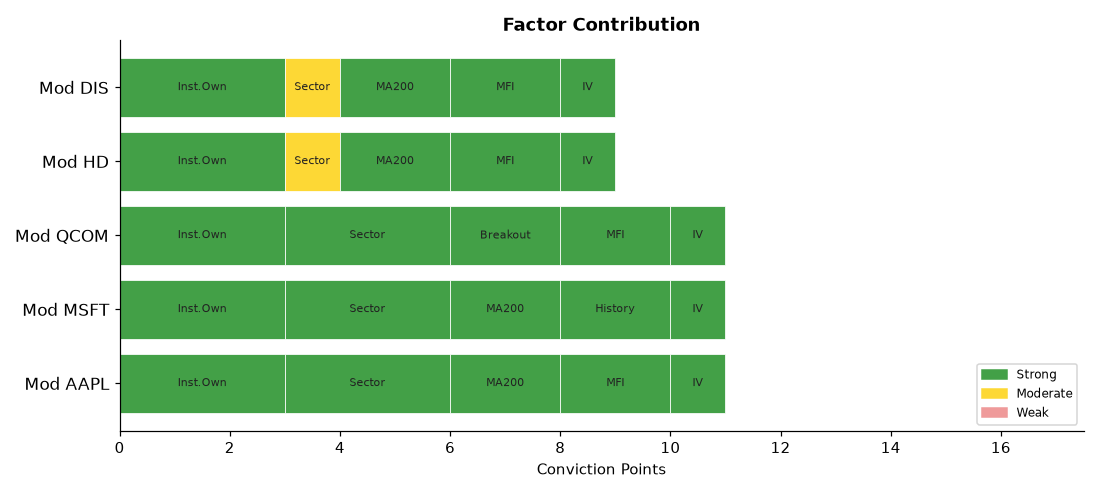 Factor Contribution
Mod DIS Inst.Own Sector MA200 MFI IV
Mod HD Inst.Own Sector MA200 MFI IV
Mod QCOM Inst.Own Sector Breakout MFI IV
Mod MSFT Inst.Own Sector MA200 History IV
Mod AAPL Inst.Own Sector MA200 MFI IV
Strong
Moderate
Weak
0 2 4 6 8 10 12 14 16
Conviction Points